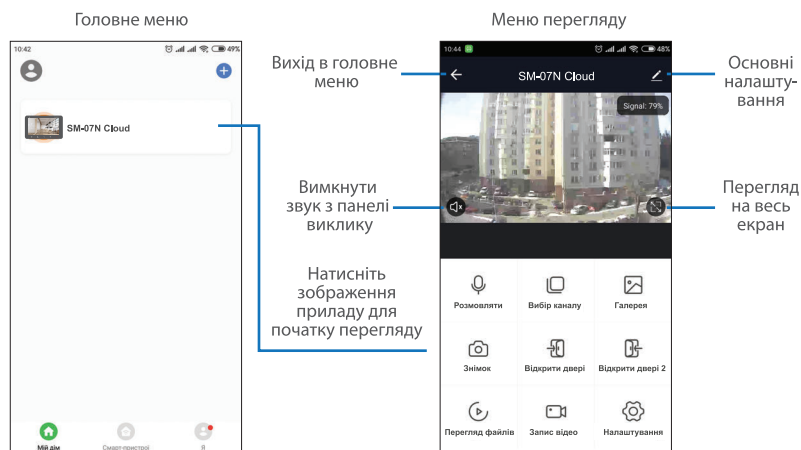 Головне меню
10:42
49%
SM-07N Cloud
Мій дім
Смарт-пристрої
Я
Вихід в головне
меню
Вимкнути
звук з панелі
виклику
Натисніть
зображення
приладу для
початку перегляду
Меню перегляду
10:44
48%
SM-07N Cloud
Signal: 79%
Розмовляти
Вибір каналу
Галерея
Знімок
Відкрити двері
Відкрити двері 2
Перегляд файлів
Запис відео
Налаштування
Основні
налашту-
вання
Перегляд
на весь
екран